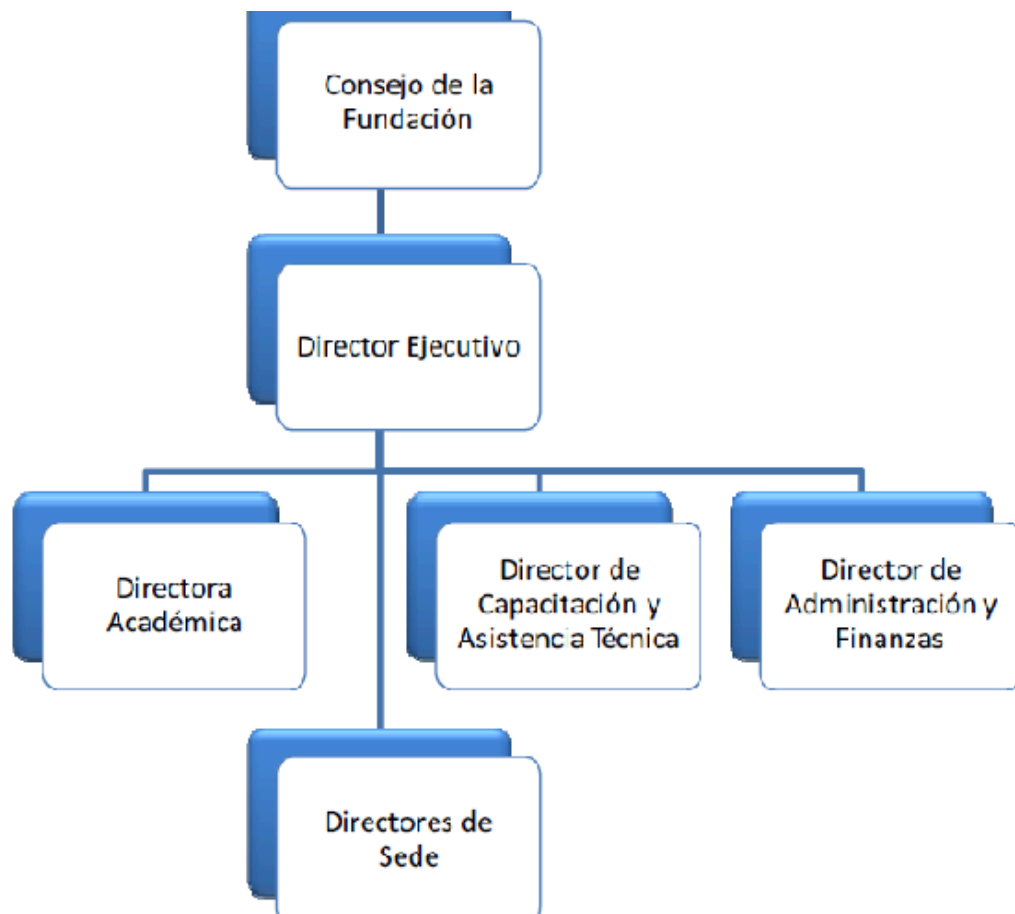 Consejo de la
Fundación
Director Ejecutivo
Directora
Académica
Director de
Capacitación y
Asistencia Técnica
Director de
Administración y
Finanzas
Directores de
Sede